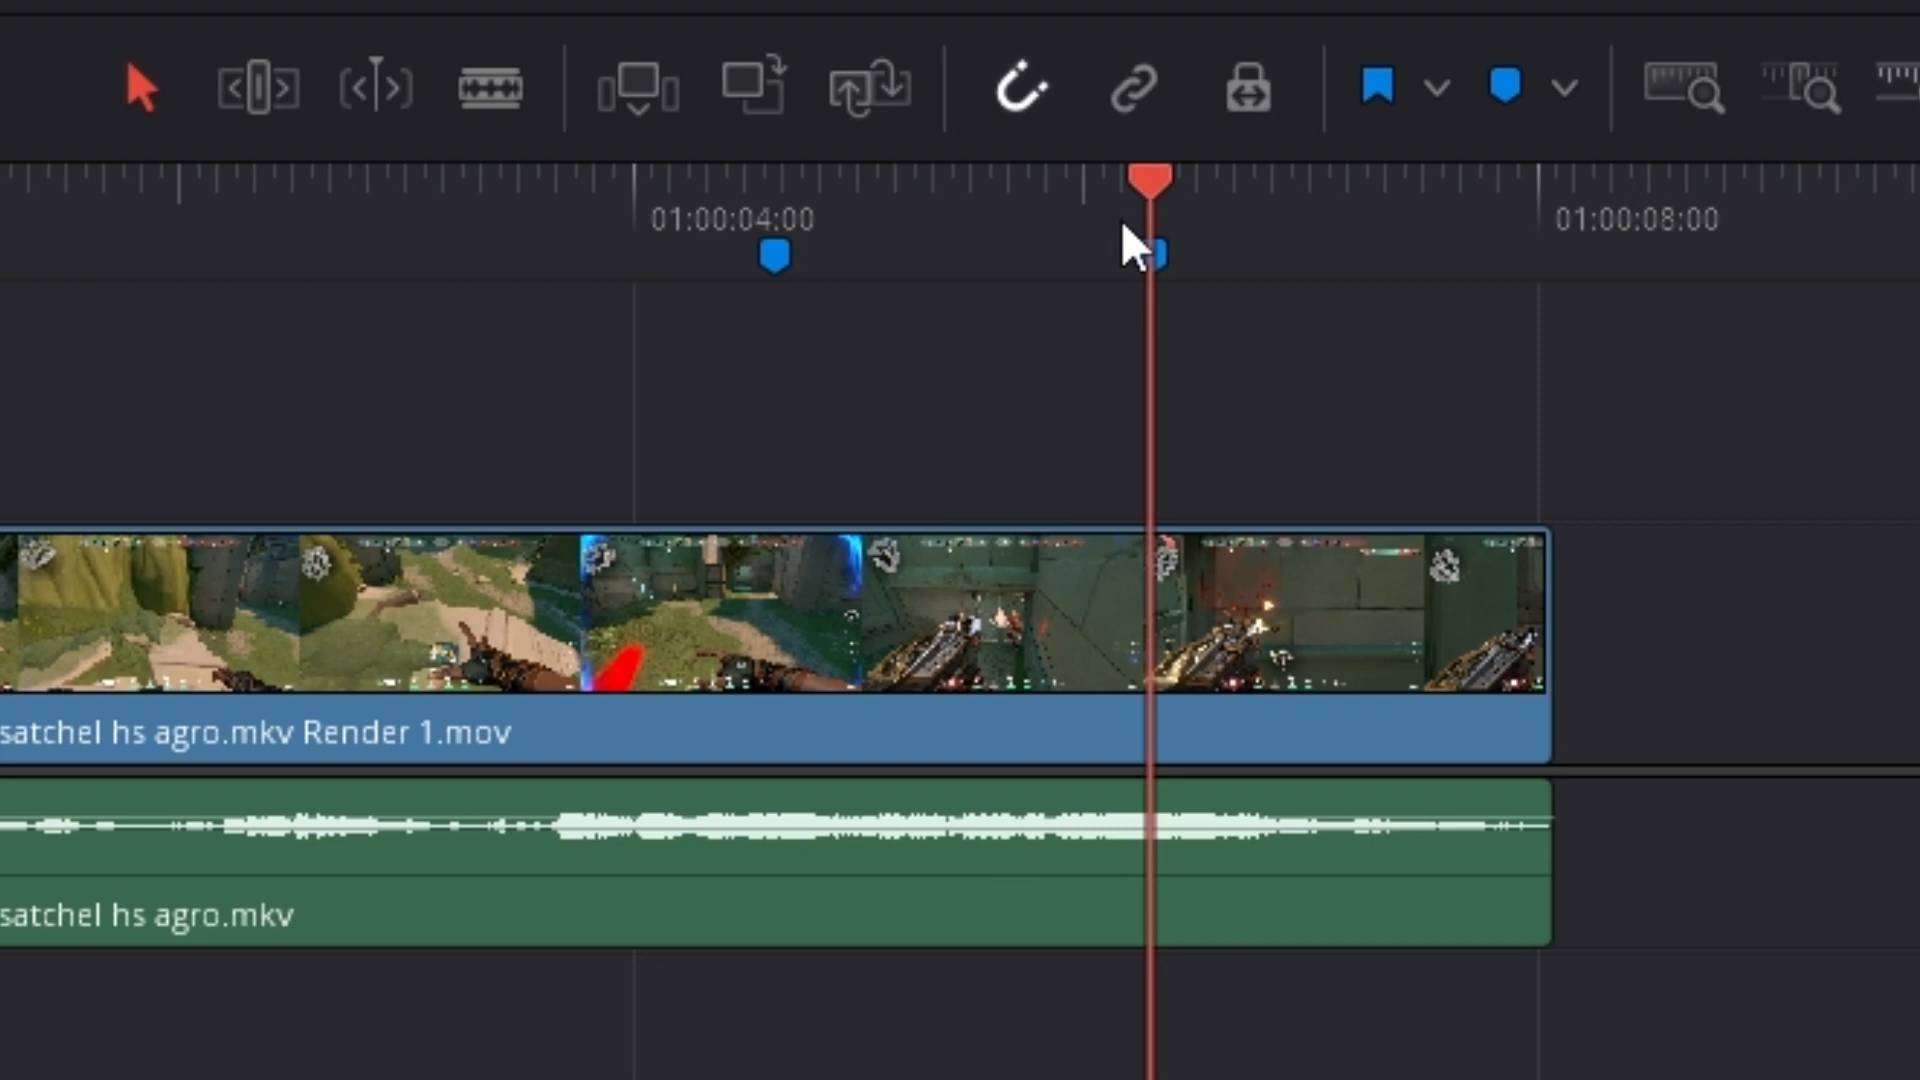 01:00:04:00
01:00:08:00
satchel hs agro.mkv Render 1.mov
satchel hs agro.mkv